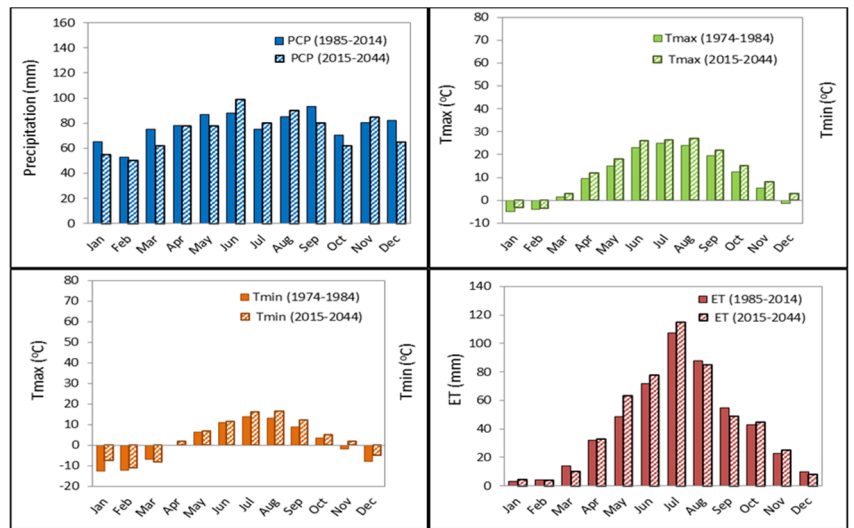 Precipitation (mm)
160
140
120
100
80
60
40
20
0
PCP (1985-2014)
PCP (2015-2044)
Jan Feb Mar Apr May Jun Jul Aug Sep Oct Nov Dec
Tmax (°C)
80
70
60
50
40
30
20
10
0
-10
Tmax (1974-1984)
Tmax (2015-2044)
Jan Feb Mar Apr May Jun Jul Aug Sep Oct Nov Dec
Tmin (°C)
Tmax (°C)
80
70
60
50
40
30
20
10
0
-10
-20
Tmin (1974-1984)
Tmin (2015-2044)
Jan Feb Mar Apr May Jun Jul Aug Sep Oct Nov Dec
Tmin (°C)
ET (mm)
140
120
100
80
60
40
20
0
ET (1985-2014)
ET (2015-2044)
Jan Feb Mar Apr May Jun Jul Aug Sep Oct Nov Dec